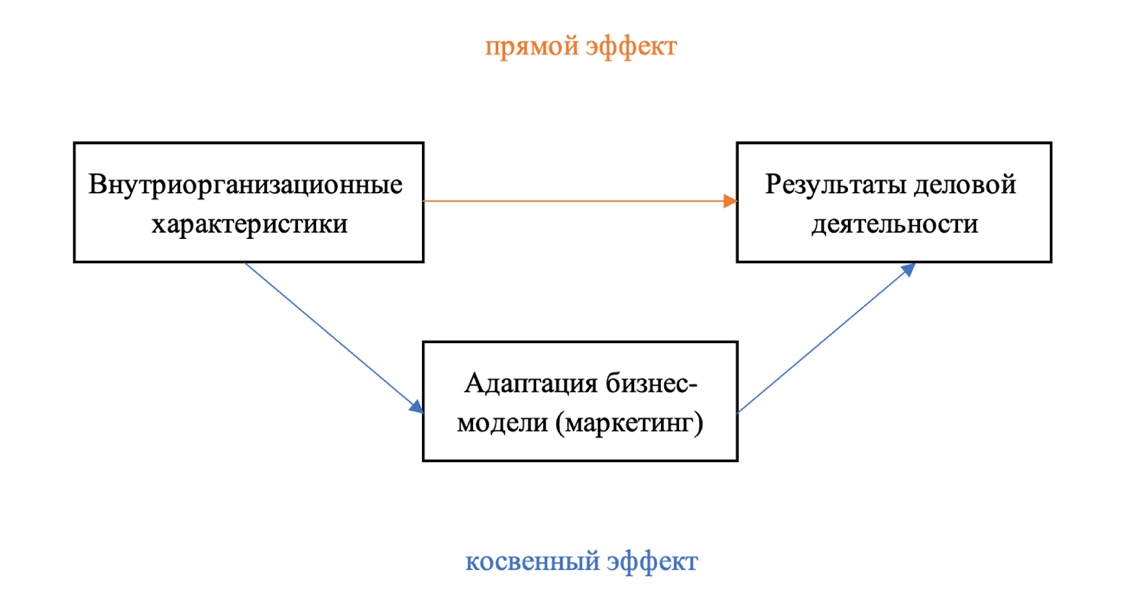 прямой эффект
Внутриорганизационные
характеристики
Результаты деловой
деятельности
Адаптация бизнес-
модели (маркетинг)
косвенный эффект